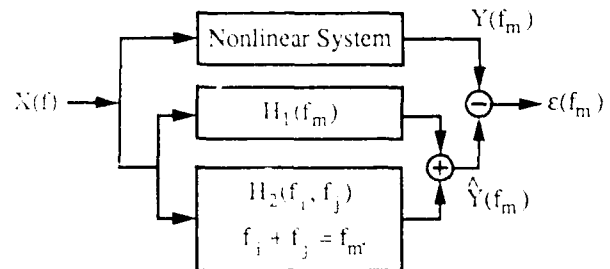 Nonlinear System
Y(f_m)
X(f)
−
ε(f_m)
H_1(f_m)
+
Ŷ(f_m)
H_2(f_i, f_j)
f_i + f_j = f_m.